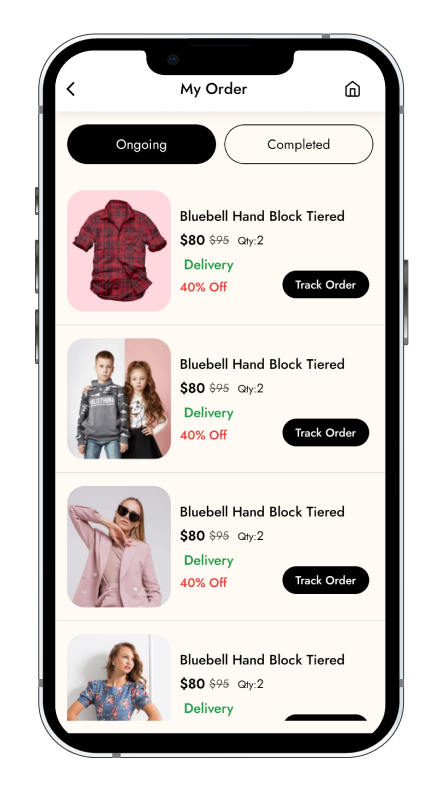 My Order
Ongoing
Completed
Bluebell Hand Block Tiered
$80 $95 Qty:2
Delivery
40% Off
Track Order
Bluebell Hand Block Tiered
$80 $95 Qty:2
Delivery
40% Off
Track Order
Bluebell Hand Block Tiered
$80 $95 Qty:2
Delivery
40% Off
Track Order
Bluebell Hand Block Tiered
$80 $95 Qty:2
Delivery